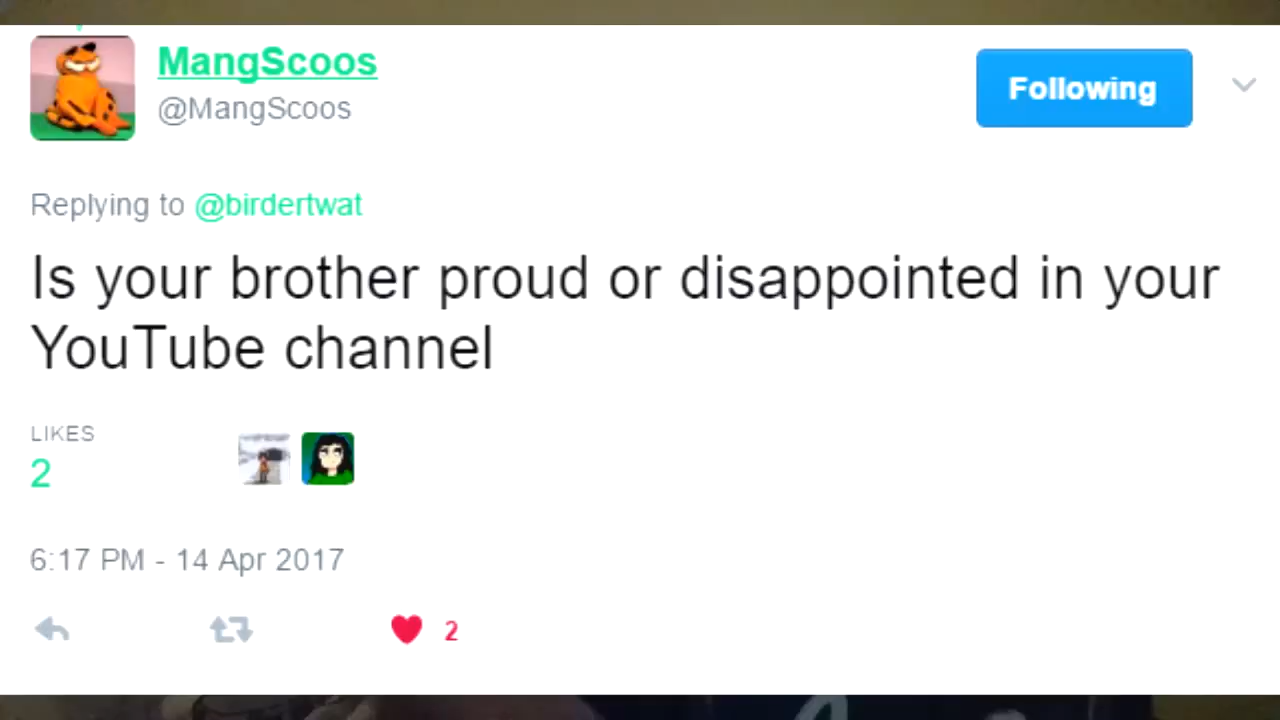 MangScoos
@MangScoos
Following
Replying to @birdertwat
Is your brother proud or disappointed in your
YouTube channel
LIKES
2
6:17 PM - 14 Apr 2017
2